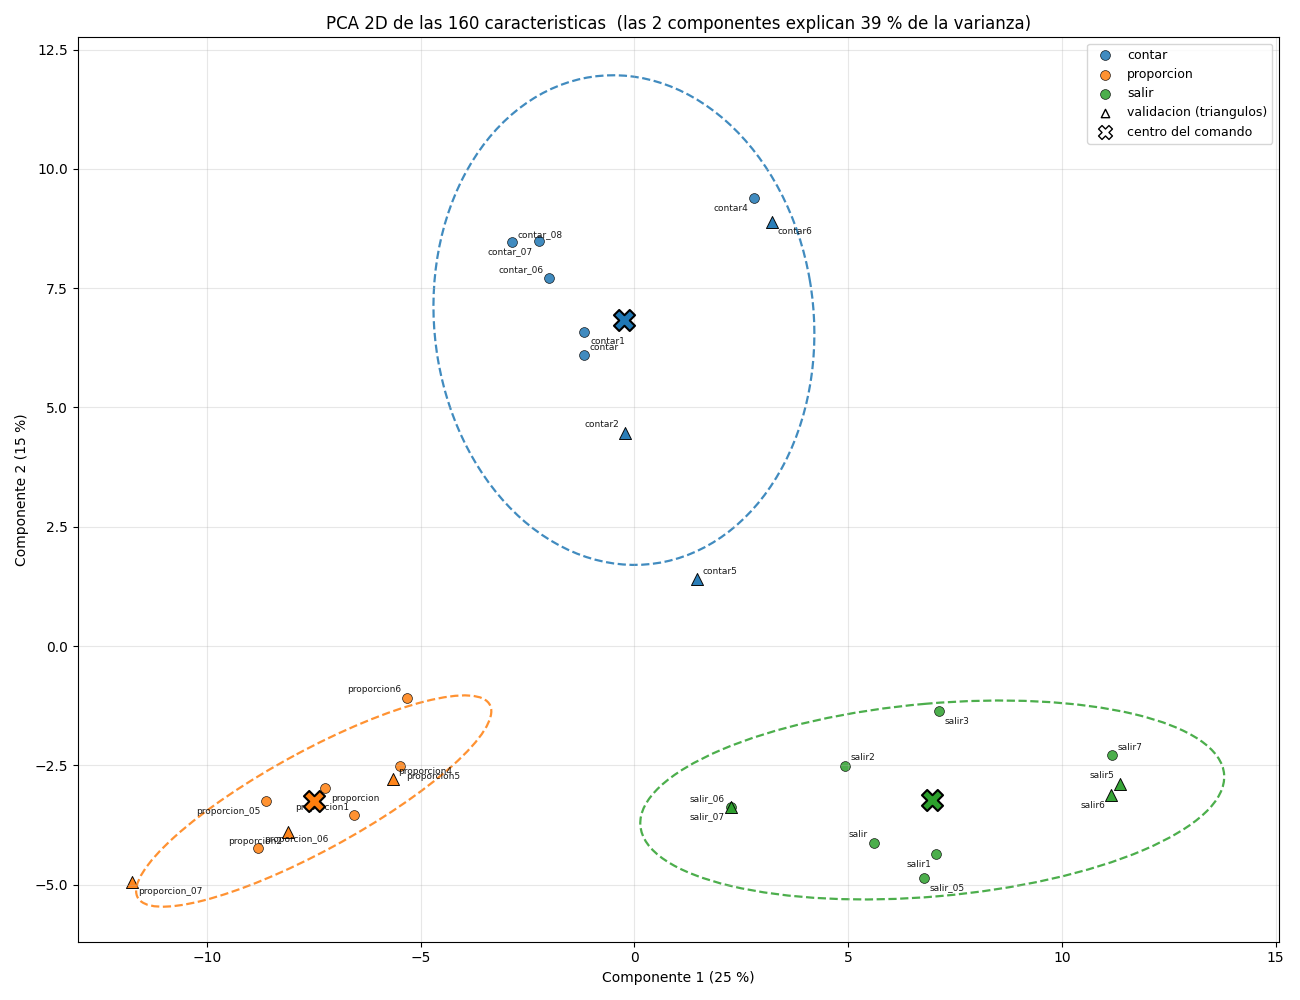 PCA 2D de las 160 caracteristicas  (las 2 componentes explican 39 % de la varianza)
contar
proporcion
salir
validacion (triangulos)
centro del comando
12.5
10.0
7.5
5.0
2.5
0.0
−2.5
−5.0
Componente 2 (15 %)
contar4
contar6
contar_08
contar_07
contar_06
contar1
contar
contar2
contar5
proporcion6
proporcion4
proporcion5
proporcion
proporcion1
proporcion_05
proporcion2
proporcion_06
proporcion_07
salir3
salir2
salir7
salir5
salir6
salir_06
salir_07
salir
salir1
salir_05
−10
−5
0
5
10
15
Componente 1 (25 %)